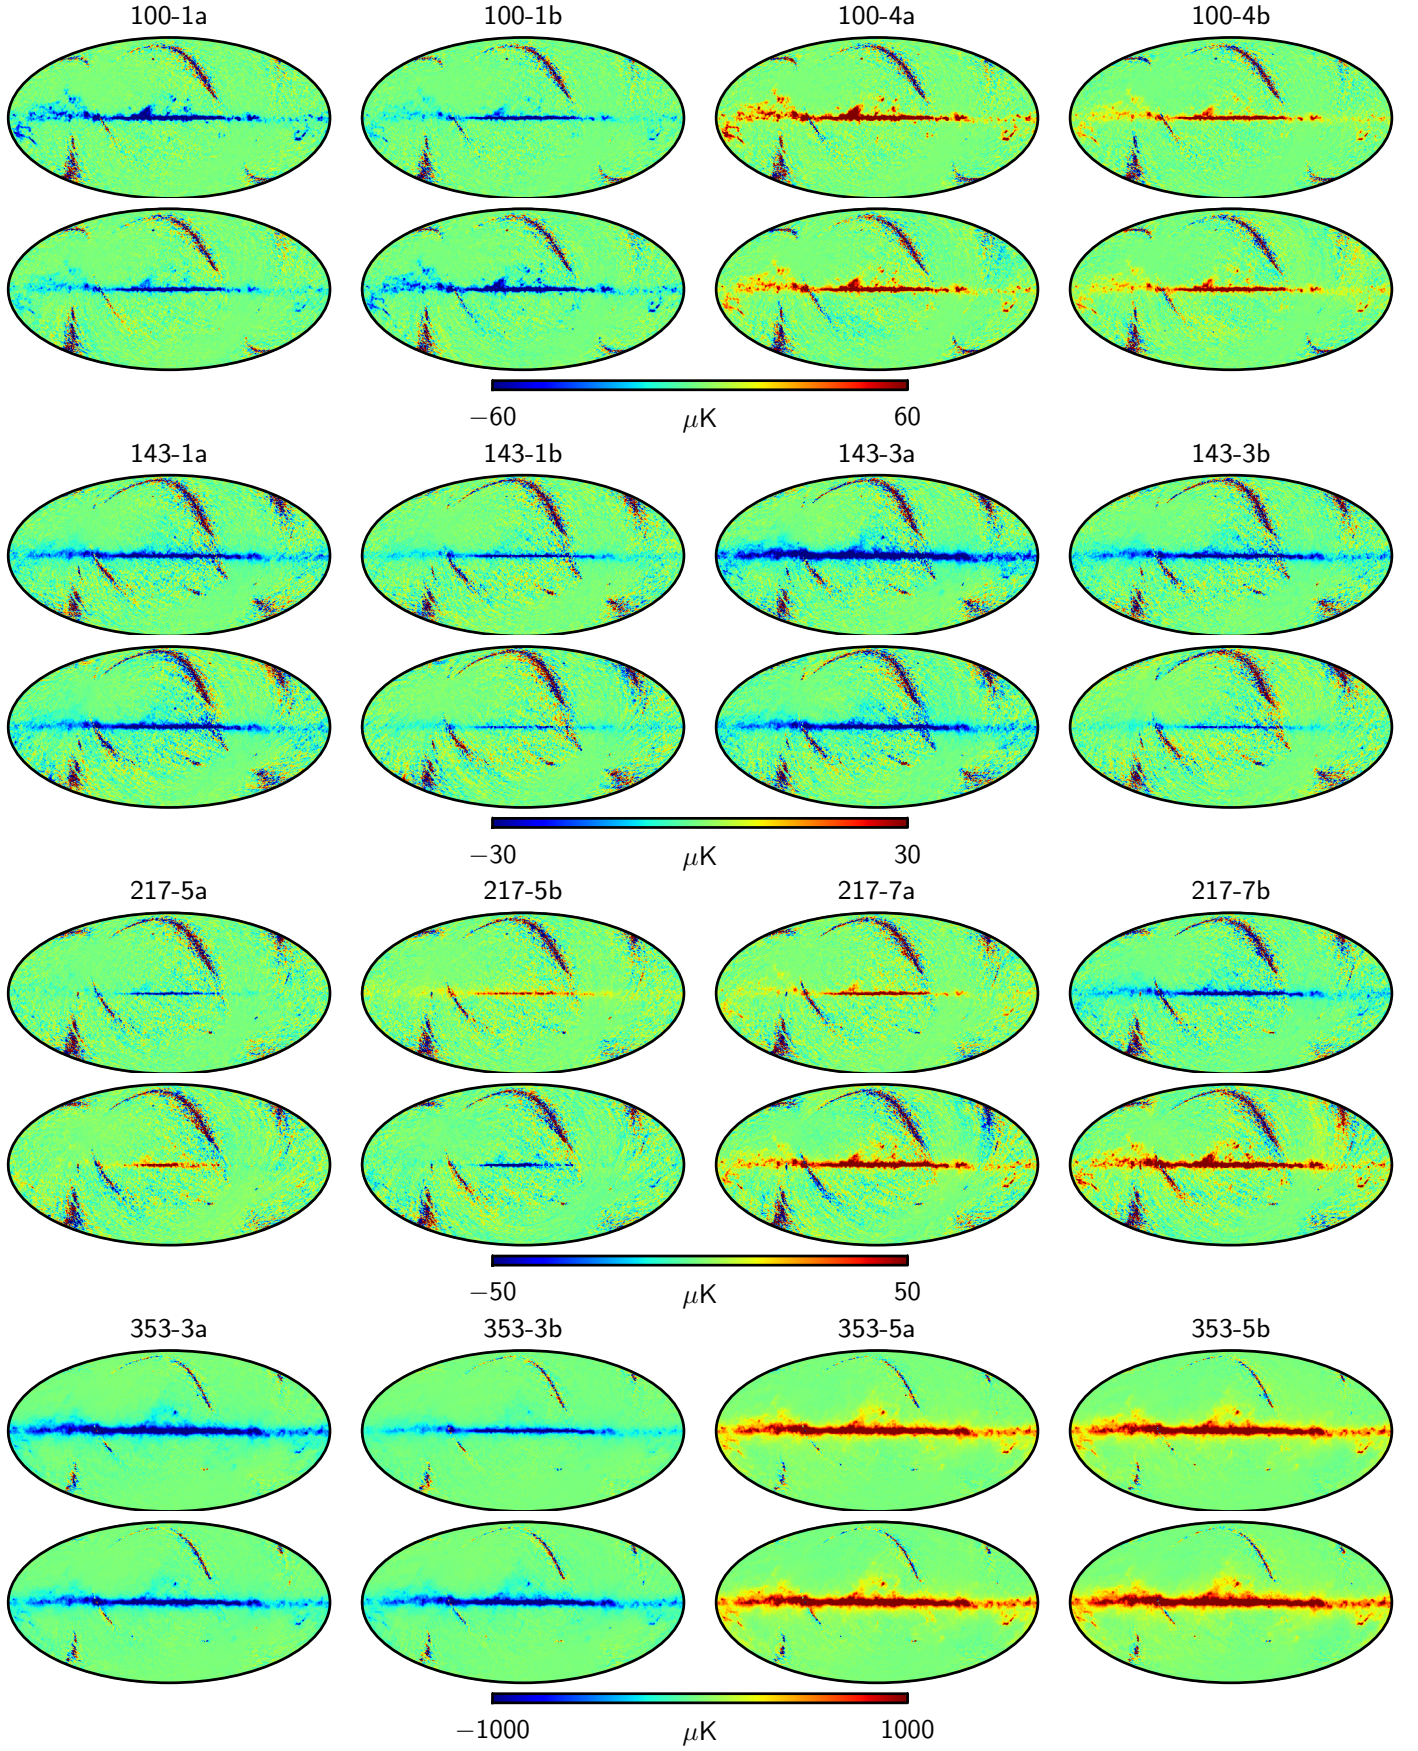 100-1a 100-1b 100-4a 100-4b
−60 μK 60
143-1a 143-1b 143-3a 143-3b
−30 μK 30
217-5a 217-5b 217-7a 217-7b
−50 μK 50
353-3a 353-3b 353-5a 353-5b
−1000 μK 1000